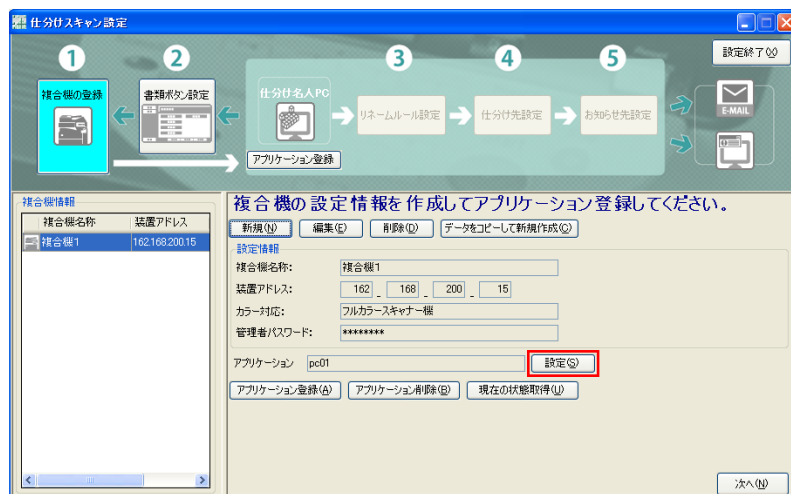 仕分けスキャン設定
1
2
3
4
5
設定終了(X)
複合機の登録
書類ボタン設定
仕分け名人PC
リネームルール設定
仕分け先設定
お知らせ先設定
E-MAIL
アプリケーション登録
複合機情報
複合機名称 装置アドレス
複合機1 162.168.200.15
複合機の設定情報を作成してアプリケーション登録してください。
新規(N) 編集(E) 削除(D) データをコピーして新規作成(C)
設定情報
複合機名称: 複合機1
装置アドレス: 162 . 168 . 200 . 15
カラー対応: フルカラースキャナー機
管理者パスワード: ********
アプリケーション pc01 設定(S)
アプリケーション登録(A) アプリケーション削除(B) 現在の状態取得(U)
次へ(N)